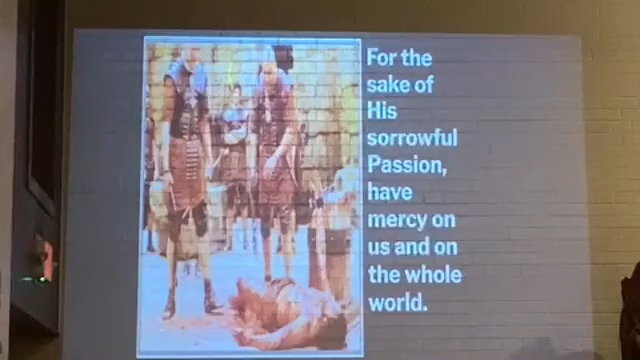 For the
sake of
His
sorrowful
Passion,
have
mercy on
us and on
the whole
world.